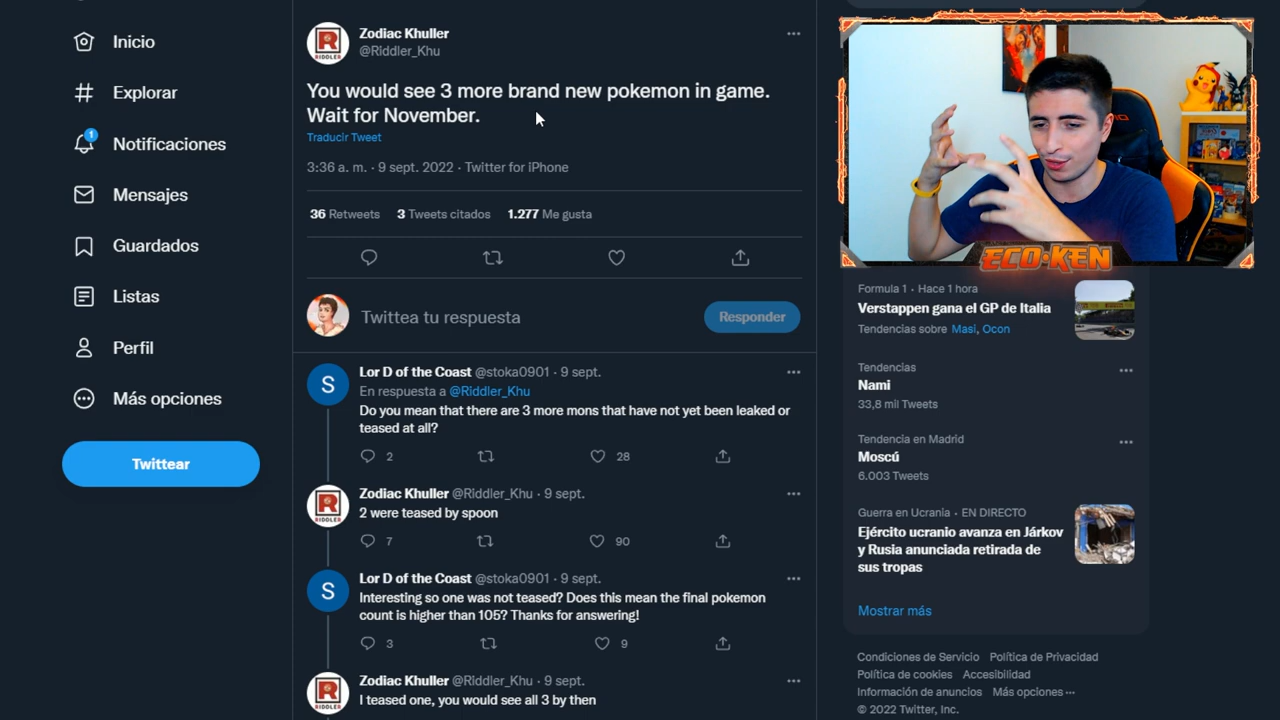 Inicio
Explorar
1
Notificaciones
Mensajes
Guardados
Listas
Perfil
Más opciones
Twittear
RIDDLER
Zodiac Khuller
@Riddler_Khu
You would see 3 more brand new pokemon in game.
Wait for November.
Traducir Tweet
3:36 a. m. · 9 sept. 2022 · Twitter for iPhone
36 Retweets 3 Tweets citados 1.277 Me gusta
Twittea tu respuesta
Responder
S
Lor D of the Coast @stoka0901 · 9 sept.
En respuesta a @Riddler_Khu
Do you mean that there are 3 more mons that have not yet been leaked or
teased at all?
2 28
RIDDLER
Zodiac Khuller @Riddler_Khu · 9 sept.
2 were teased by spoon
7 90
S
Lor D of the Coast @stoka0901 · 9 sept.
Interesting so one was not teased? Does this mean the final pokemon
count is higher than 105? Thanks for answering!
3 9
RIDDLER
Zodiac Khuller @Riddler_Khu · 9 sept.
I teased one, you would see all 3 by then
ECO·KEN
Formula 1 · Hace 1 hora
Verstappen gana el GP de Italia
Tendencias sobre Masi, Ocon
Tendencias
Nami
33,8 mil Tweets
Tendencia en Madrid
Moscú
6.003 Tweets
Guerra en Ucrania · EN DIRECTO
Ejército ucranio avanza en Járkov
y Rusia anunciada retirada de
sus tropas
Mostrar más
Condiciones de Servicio Política de Privacidad
Política de cookies Accesibilidad
Información de anuncios Más opciones ···
© 2022 Twitter, Inc.